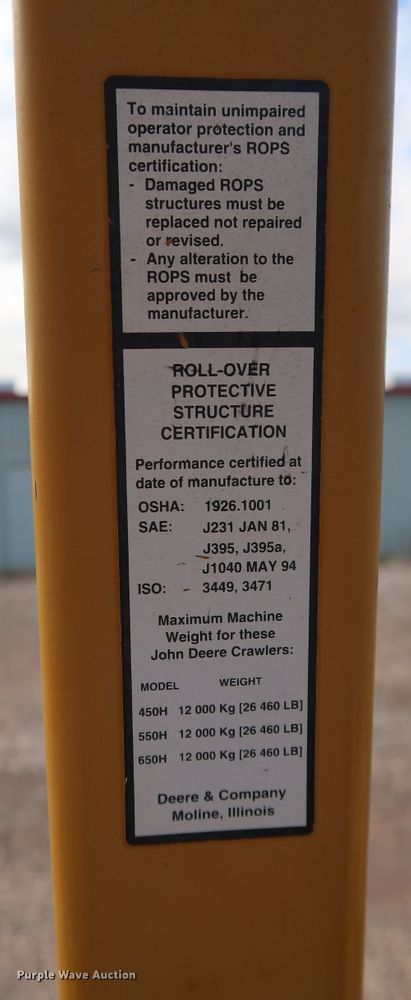 To maintain unimpaired
operator protection and
manufacturer's ROPS
certification:
- Damaged ROPS
structures must be
replaced not repaired
or revised.
- Any alteration to the
ROPS must be
approved by the
manufacturer.
ROLL-OVER
PROTECTIVE
STRUCTURE
CERTIFICATION
Performance certified at
date of manufacture to:
OSHA: 1926.1001
SAE: J231 JAN 81,
J395, J395a,
J1040 MAY 94
ISO: 3449, 3471
Maximum Machine
Weight for these
John Deere Crawlers:
MODEL WEIGHT
450H 12 000 Kg [26 460 LB]
550H 12 000 Kg [26 460 LB]
650H 12 000 Kg [26 460 LB]
Deere & Company
Moline, Illinois
Purple Wave Auction